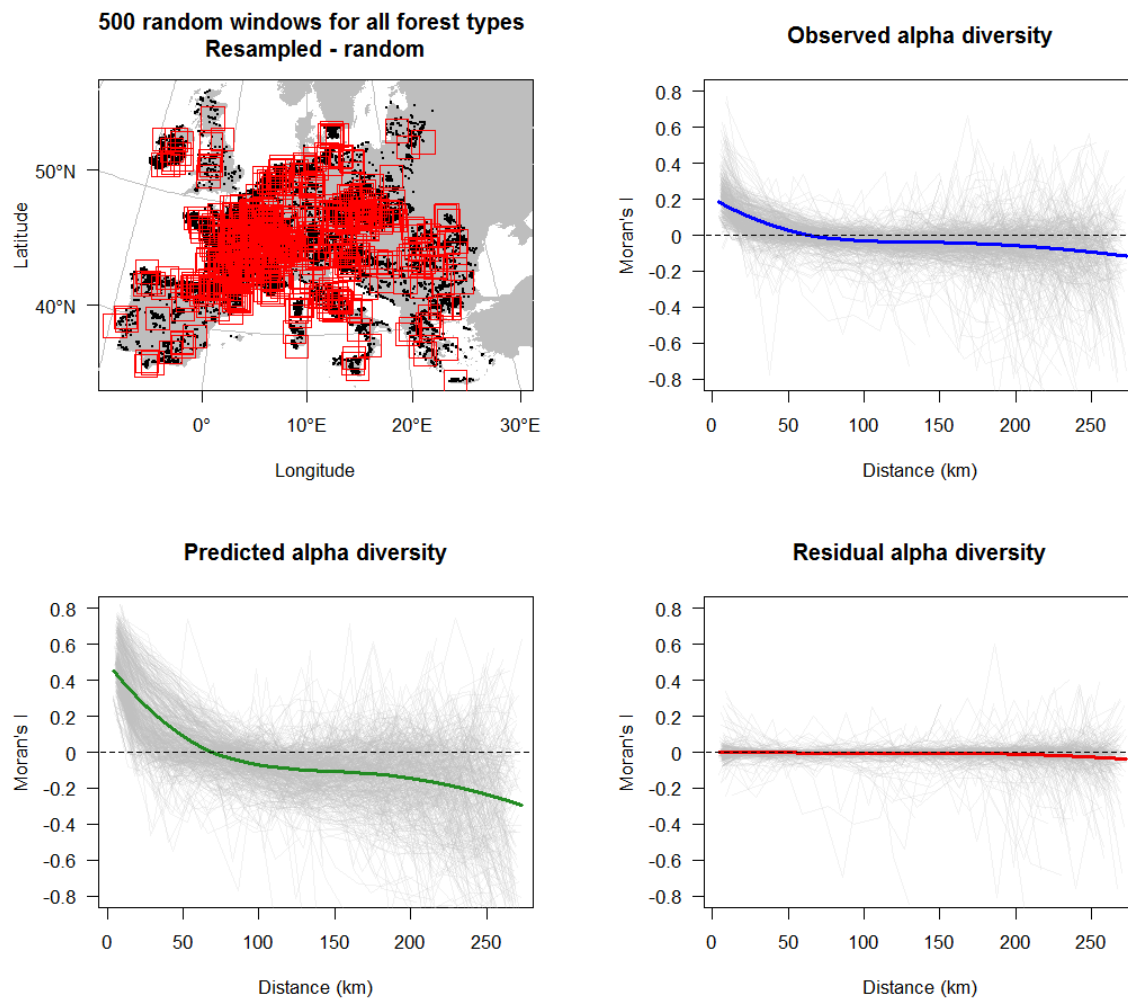 500 random windows for all forest types
Resampled - random
Latitude
50°N
40°N
0°
10°E
20°E
30°E
Longitude
Observed alpha diversity
Moran's I
0.8
0.6
0.4
0.2
0
-0.2
-0.4
-0.6
-0.8
0
50
100
150
200
250
Distance (km)
Predicted alpha diversity
Moran's I
0.8
0.6
0.4
0.2
0
-0.2
-0.4
-0.6
-0.8
0
50
100
150
200
250
Distance (km)
Residual alpha diversity
Moran's I
0.8
0.6
0.4
0.2
0
-0.2
-0.4
-0.6
-0.8
0
50
100
150
200
250
Distance (km)